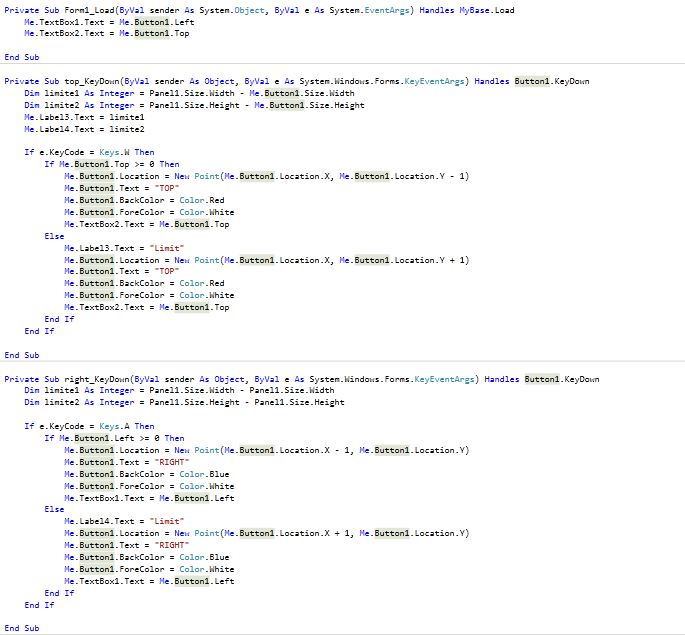 Private Sub Form1_Load(ByVal sender As System.Object, ByVal e As System.EventArgs) Handles MyBase.Load
    Me.TextBox1.Text = Me.Button1.Left
    Me.TextBox2.Text = Me.Button1.Top

End Sub

Private Sub top_KeyDown(ByVal sender As Object, ByVal e As System.Windows.Forms.KeyEventArgs) Handles Button1.KeyDown
    Dim limite1 As Integer = Panel1.Size.Width - Me.Button1.Size.Width
    Dim limite2 As Integer = Panel1.Size.Height - Me.Button1.Size.Height
    Me.Label3.Text = limite1
    Me.Label4.Text = limite2

    If e.KeyCode = Keys.W Then
        If Me.Button1.Top >= 0 Then
            Me.Button1.Location = New Point(Me.Button1.Location.X, Me.Button1.Location.Y - 1)
            Me.Button1.Text = "TOP"
            Me.Button1.BackColor = Color.Red
            Me.Button1.ForeColor = Color.White
            Me.TextBox2.Text = Me.Button1.Top
        Else
            Me.Label3.Text = "Limit"
            Me.Button1.Location = New Point(Me.Button1.Location.X, Me.Button1.Location.Y + 1)
            Me.Button1.Text = "TOP"
            Me.Button1.BackColor = Color.Red
            Me.Button1.ForeColor = Color.White
            Me.TextBox2.Text = Me.Button1.Top
        End If
    End If

End Sub

Private Sub right_KeyDown(ByVal sender As Object, ByVal e As System.Windows.Forms.KeyEventArgs) Handles Button1.KeyDown
    Dim limite1 As Integer = Panel1.Size.Width - Panel1.Size.Width
    Dim limite2 As Integer = Panel1.Size.Height - Panel1.Size.Height

    If e.KeyCode = Keys.A Then
        If Me.Button1.Left >= 0 Then
            Me.Button1.Location = New Point(Me.Button1.Location.X - 1, Me.Button1.Location.Y)
            Me.Button1.Text = "RIGHT"
            Me.Button1.BackColor = Color.Blue
            Me.Button1.ForeColor = Color.White
            Me.TextBox1.Text = Me.Button1.Left
        Else
            Me.Label4.Text = "Limit"
            Me.Button1.Location = New Point(Me.Button1.Location.X + 1, Me.Button1.Location.Y)
            Me.Button1.Text = "RIGHT"
            Me.Button1.BackColor = Color.Blue
            Me.Button1.ForeColor = Color.White
            Me.TextBox1.Text = Me.Button1.Left
        End If
    End If

End Sub